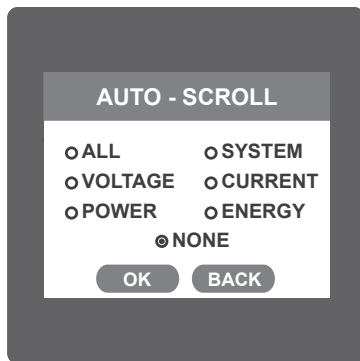 AUTO - SCROLL
ALL SYSTEM
VOLTAGE CURRENT
POWER ENERGY
NONE
OK BACK